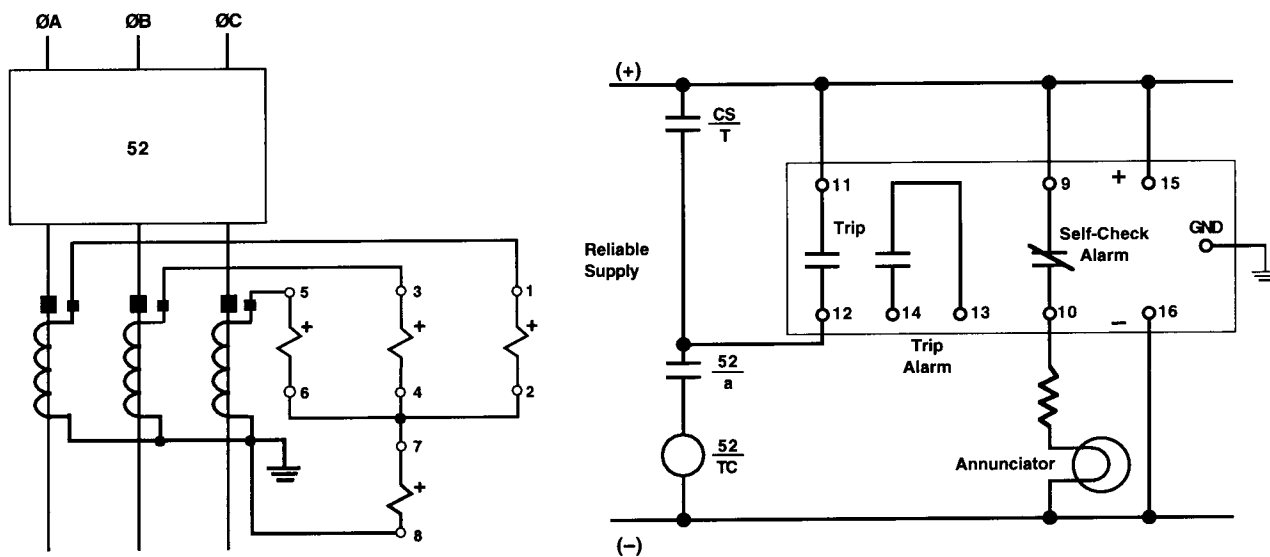 ØA ØB ØC
52
5 3 1
+ + +
6 4 2
7
+
8
(+)
CS
T
11 9 + 15
Trip
Self-Check
Alarm
GND
Reliable
Supply
12 14 13 10 – 16
Trip
Alarm
52
a
52
TC
Annunciator
(–)